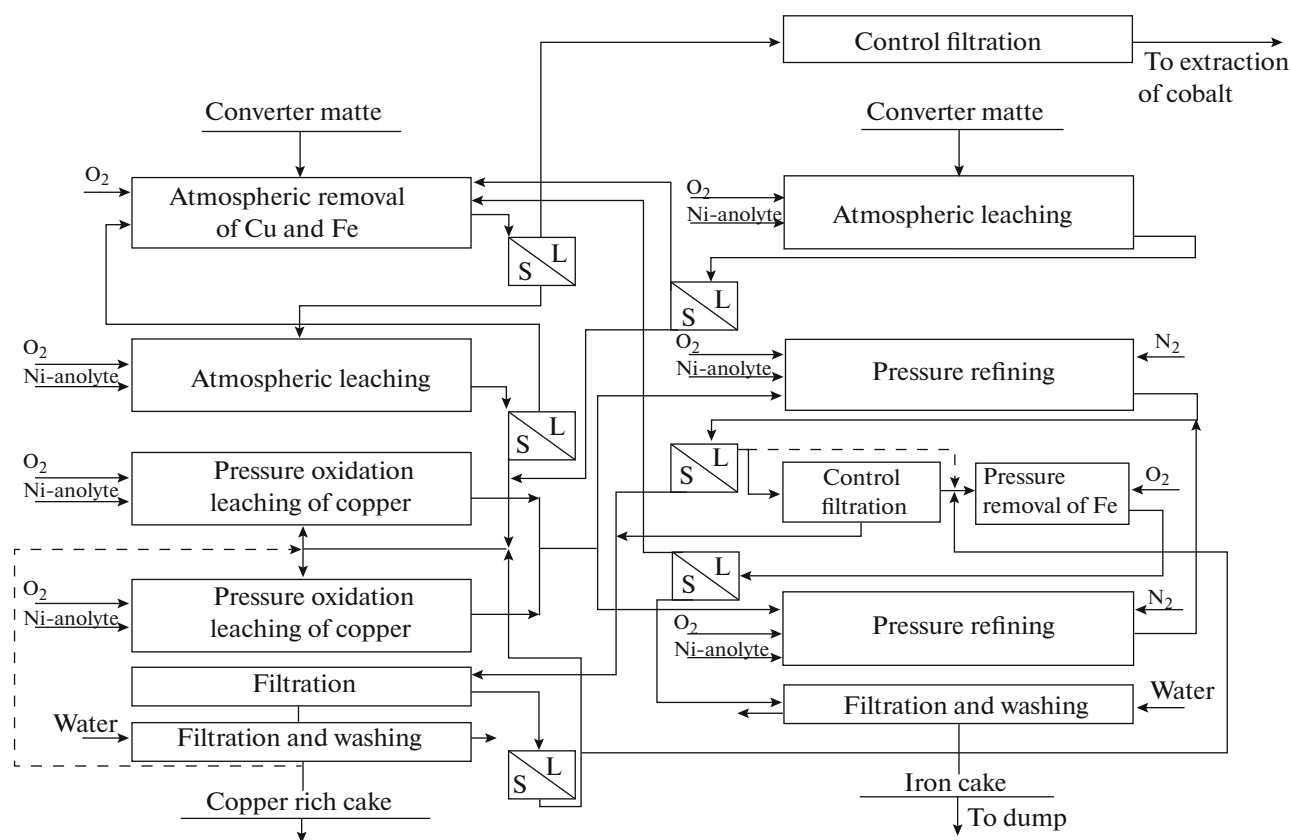 Control filtration
To extraction
of cobalt
Converter matte
Converter matte
O2
Atmospheric removal
of Cu and Fe
O2
Ni-anolyte
Atmospheric leaching
L
S
L
S
O2
Ni-anolyte
Atmospheric leaching
O2
Ni-anolyte
Pressure refining
N2
L
S
L
S
O2
Ni-anolyte
Pressure oxidation
leaching of copper
Control
filtration
Pressure
removal of Fe
O2
L
S
O2
Ni-anolyte
Pressure oxidation
leaching of copper
O2
Ni-anolyte
Pressure refining
N2
Filtration
Water
Filtration and washing
Filtration and washing
Water
L
S
Copper rich cake
Iron cake
To dump